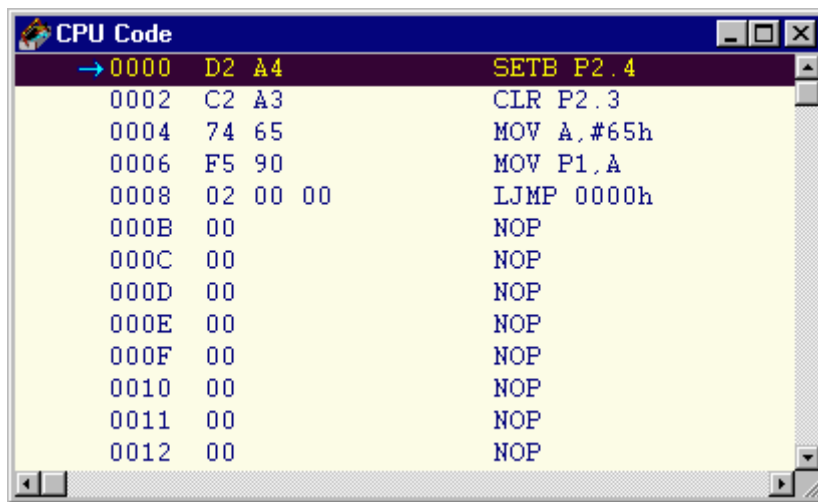 CPU Code
→0000 D2 A4 SETB P2.4
0002 C2 A3 CLR P2.3
0004 74 65 MOV A,#65h
0006 F5 90 MOV P1,A
0008 02 00 00 LJMP 0000h
000B 00 NOP
000C 00 NOP
000D 00 NOP
000E 00 NOP
000F 00 NOP
0010 00 NOP
0011 00 NOP
0012 00 NOP